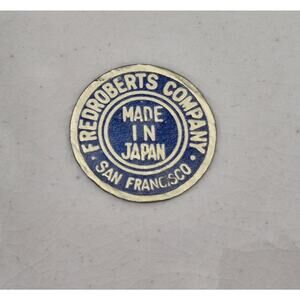 FREDROBERTS COMPANY
MADE
IN
JAPAN
· SAN FRANCISCO ·